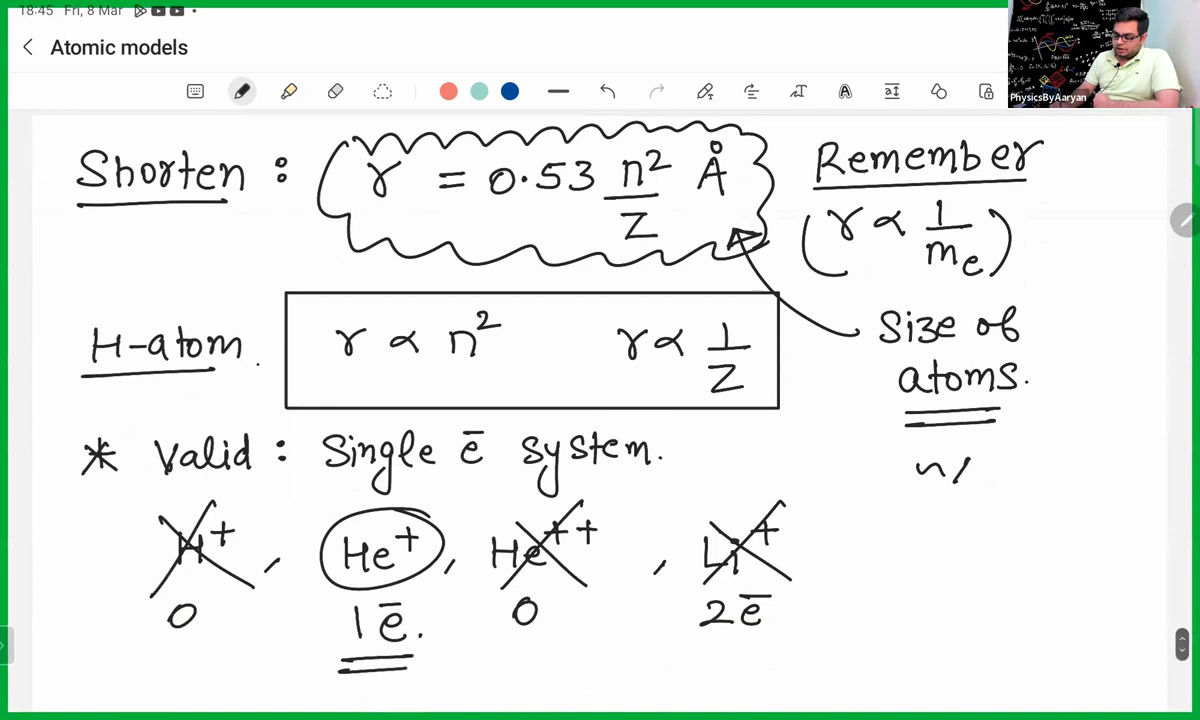 18:45 Fri, 8 Mar
Atomic models
PhysicsByAaryan
Shorten : r = 0.53 n²/Z Å
Remember
(r ∝ 1/me)
H-atom. r ∝ n² r ∝ 1/Z
Size of
atoms.
* Valid : Single ē system.
n/
H+, He+, He++, Li+
0 1ē. 0 2ē